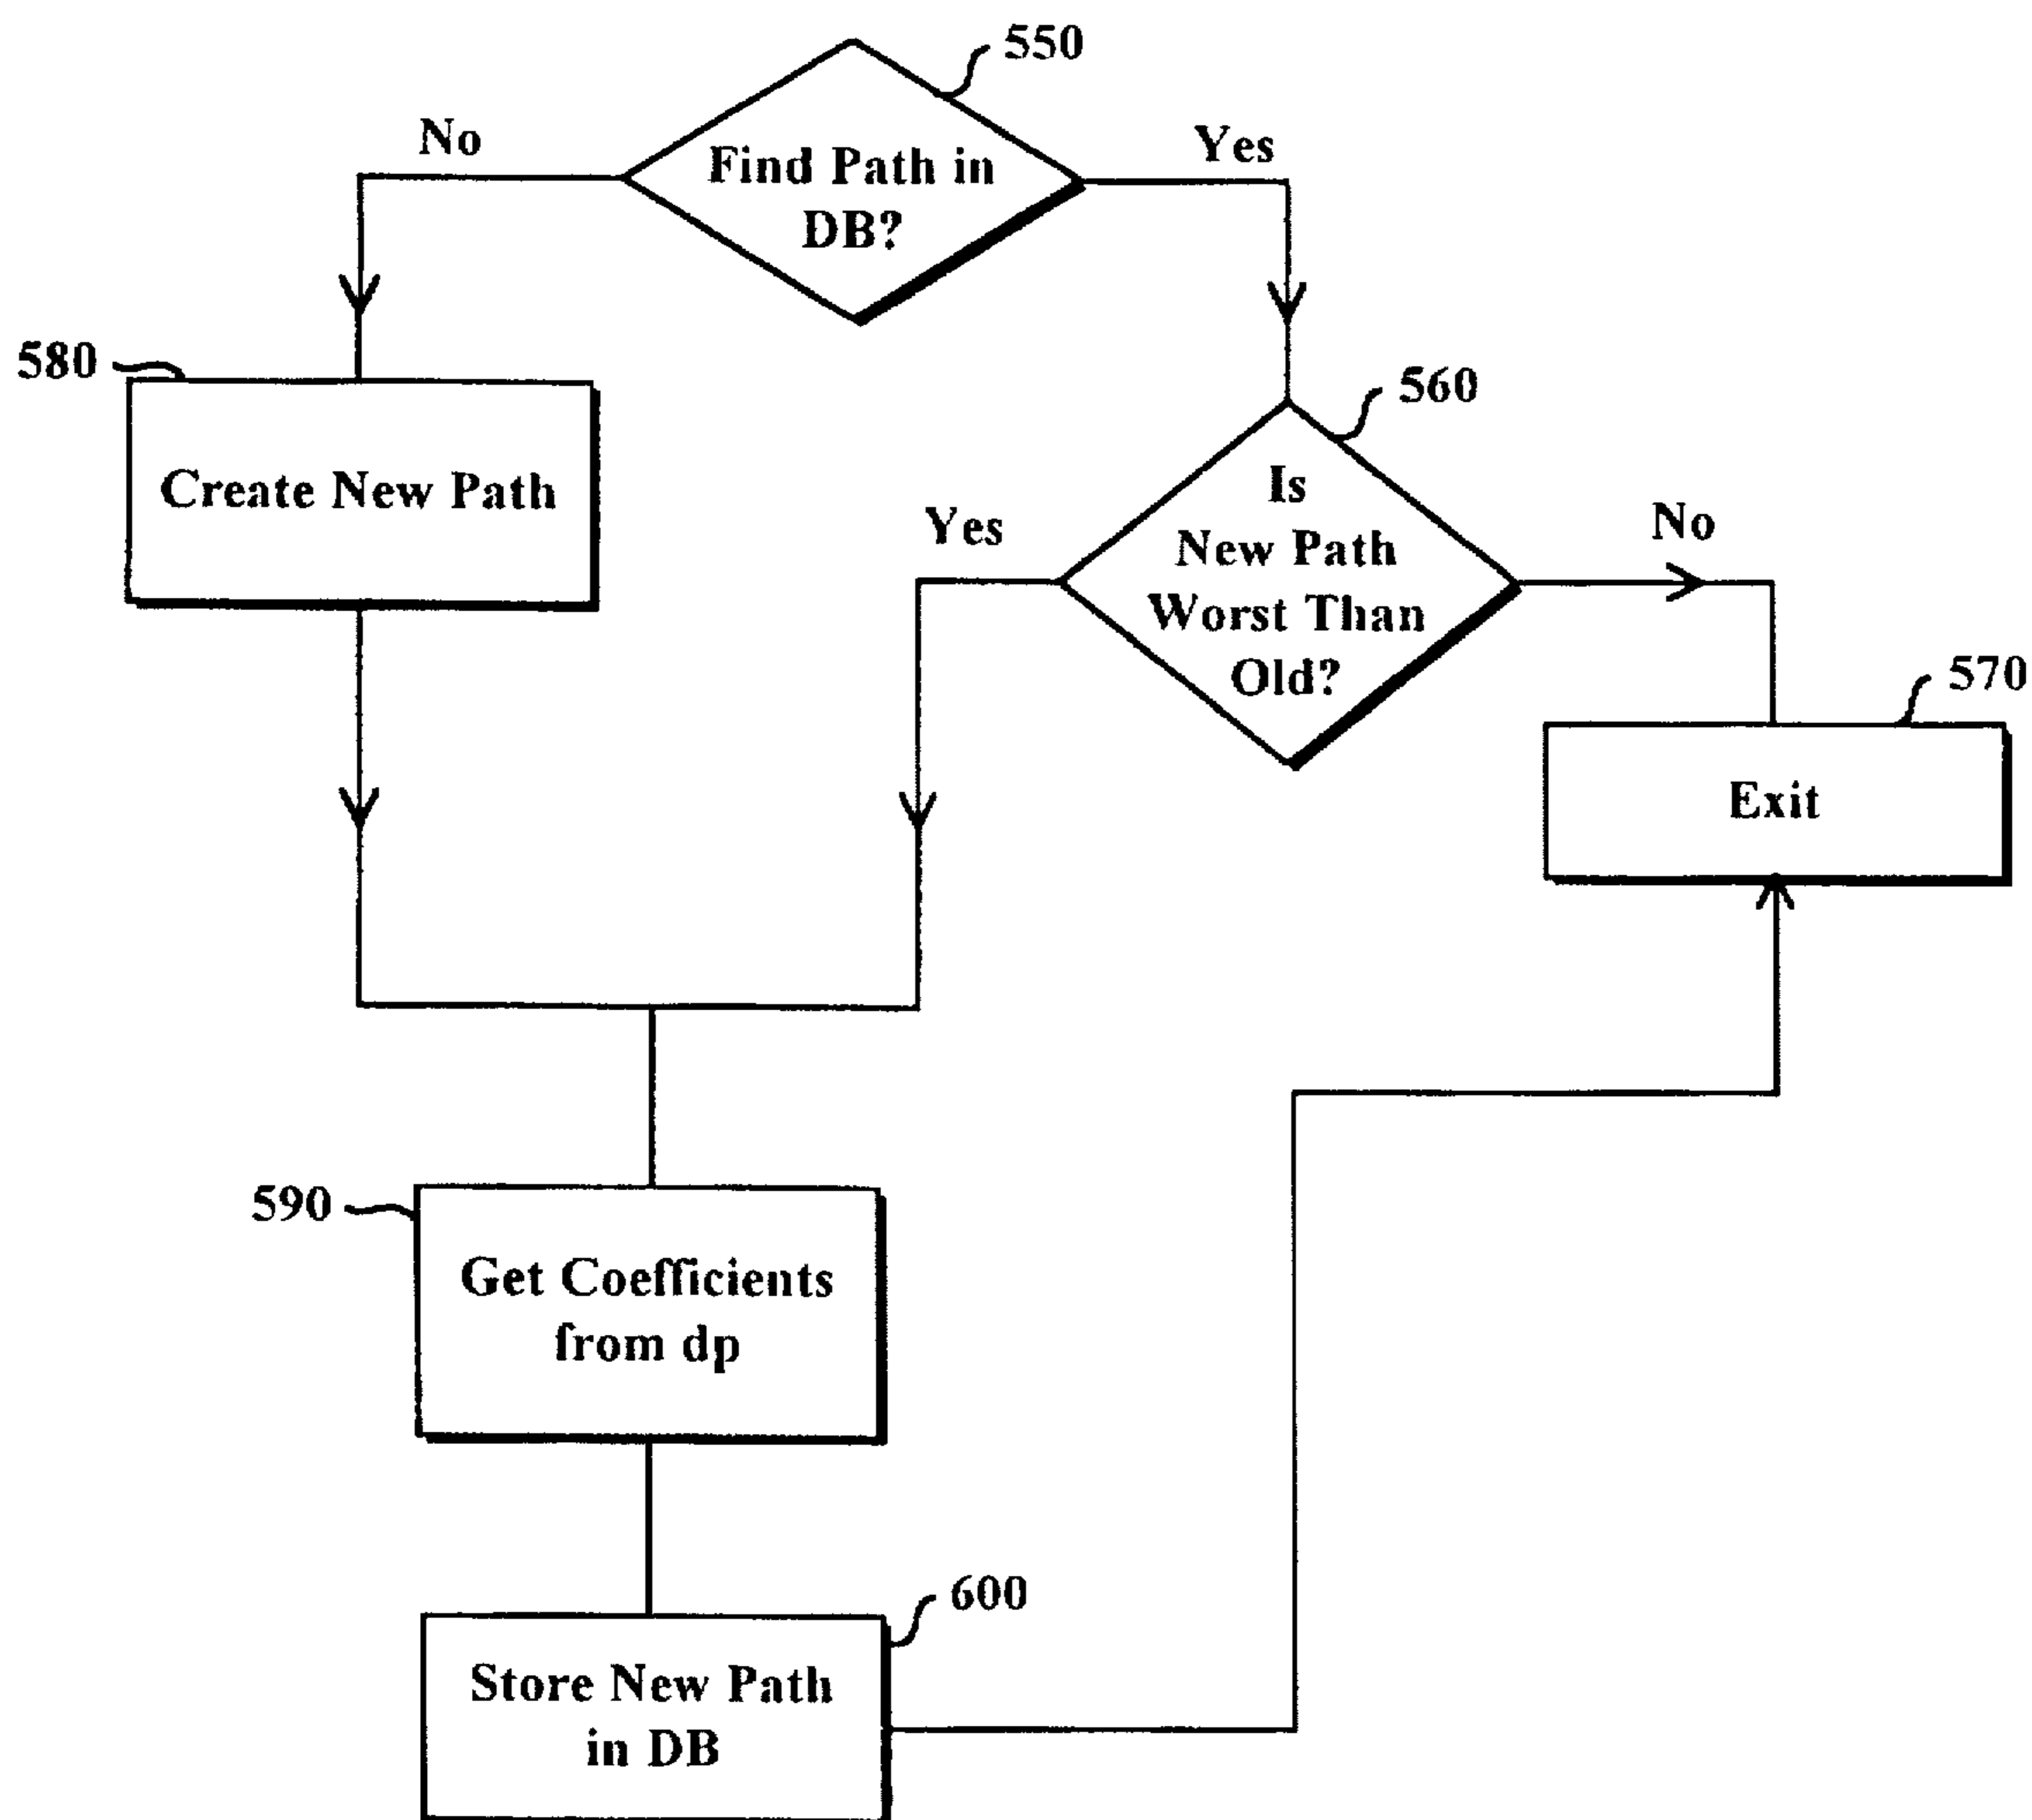 550
No
Yes
Find Path in
DB?
580
560
Create New Path
Is
New Path
Worst Than
Old?
Yes
No
570
Exit
590
Get Coefficients
from dp
600
Store New Path
in DB